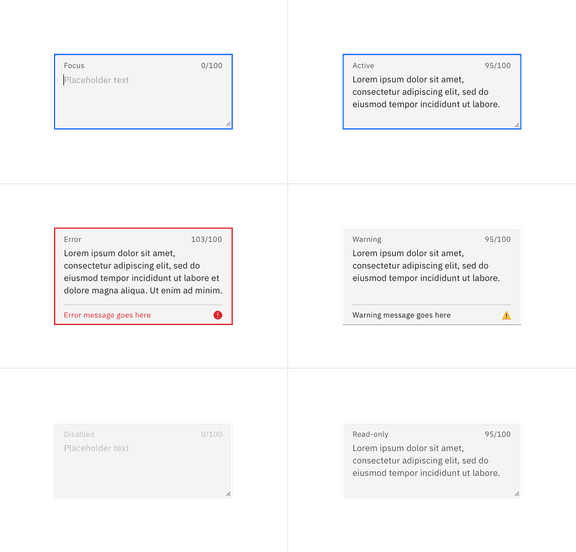 Focus 0/100
Placeholder text
Active 95/100
Lorem ipsum dolor sit amet,
consectetur adipiscing elit, sed do
eiusmod tempor incididunt ut labore.
Error 103/100
Lorem ipsum dolor sit amet,
consectetur adipiscing elit, sed do
eiusmod tempor incididunt ut labore et
dolore magna aliqua. Ut enim ad minim.
Error message goes here
Warning 95/100
Lorem ipsum dolor sit amet,
consectetur adipiscing elit, sed do
eiusmod tempor incididunt ut labore.
Warning message goes here
Disabled 0/100
Placeholder text
Read-only 95/100
Lorem ipsum dolor sit amet,
consectetur adipiscing elit, sed do
eiusmod tempor incididunt ut labore.